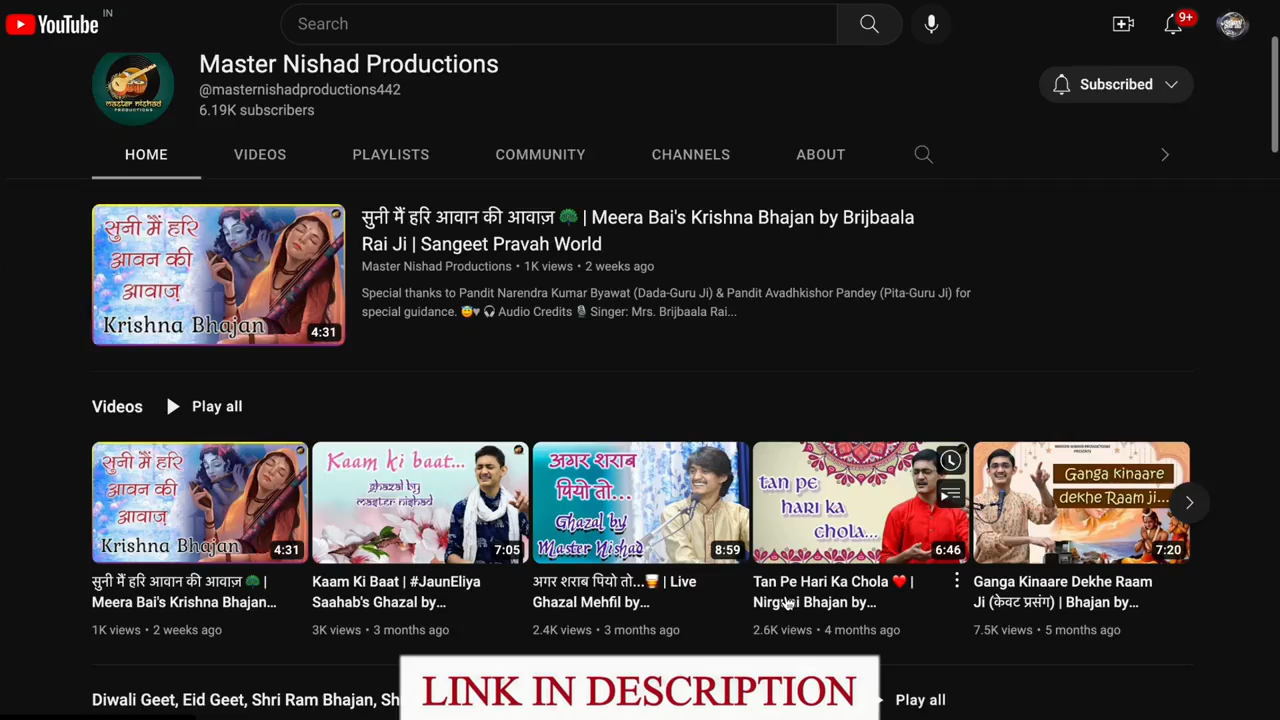 YouTube IN
Search
9+
Master Nishad Productions
@masternishadproductions442
6.19K subscribers
Subscribed
master nishad
PRODUCTIONS
HOME
VIDEOS
PLAYLISTS
COMMUNITY
CHANNELS
ABOUT
सुनी मैं हरि
आवन की
आवाज़
Krishna Bhajan
4:31
सुनी मैं हरि आवान की आवाज़ | Meera Bai's Krishna Bhajan by Brijbaala
Rai Ji | Sangeet Pravah World
Master Nishad Productions • 1K views • 2 weeks ago
Special thanks to Pandit Narendra Kumar Byawat (Dada-Guru Ji) & Pandit Avadhkishor Pandey (Pita-Guru Ji) for
special guidance. 😇♥ 🎧 Audio Credits 🎙 Singer: Mrs. Brijbaala Rai...
Videos
Play all
सुनी मैं हरि
आवन की
आवाज़
Krishna Bhajan
4:31
सुनी मैं हरि आवान की आवाज़ |
Meera Bai's Krishna Bhajan...
1K views • 2 weeks ago
Kaam ki baat...
ghazal by
master nishad
7:05
Kaam Ki Baat | #JaunEliya
Saahab's Ghazal by...
3K views • 3 months ago
अगर शराब
पियो तो...
Ghazal by
Master Nishad
8:59
अगर शराब पियो तो... | Live
Ghazal Mehfil by...
2.4K views • 3 months ago
tan pe
hari ka
chola...
6:46
Tan Pe Hari Ka Chola ❤️ |
Nirguni Bhajan by...
2.6K views • 4 months ago
MASTER NISHAD PRODUCTIONS
PRESENTS
Ganga kinaare
dekhe Raam ji...
7:20
Ganga Kinaare Dekhe Raam
Ji (केवट प्रसंग) | Bhajan by...
7.5K views • 5 months ago
Diwali Geet, Eid Geet, Shri Ram Bhajan, Sh
Play all
LINK IN DESCRIPTION